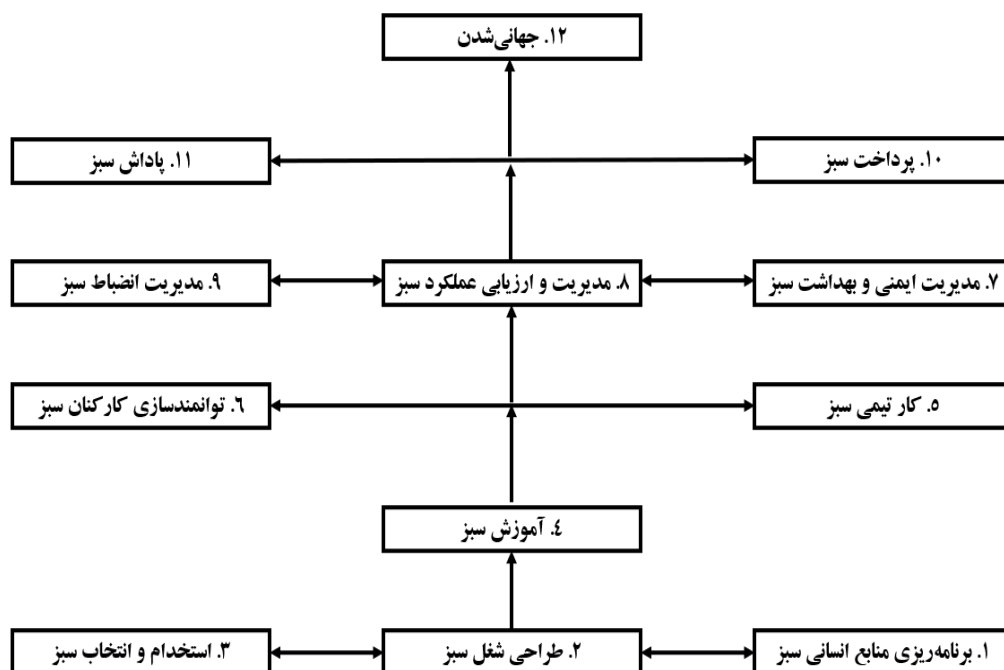 ۱۲. جهانی‌شدن
۱۰. پرداخت سبز
۱۱. پاداش سبز
۷. مدیریت ایمنی و بهداشت سبز
۸. مدیریت و ارزیابی عملکرد سبز
۹. مدیریت انضباط سبز
۵. کار تیمی سبز
۶. توانمندسازی کارکنان سبز
٤. آموزش سبز
۱. برنامه‌ریزی منابع انسانی سبز
۲. طراحی شغل سبز
۳. استخدام و انتخاب سبز